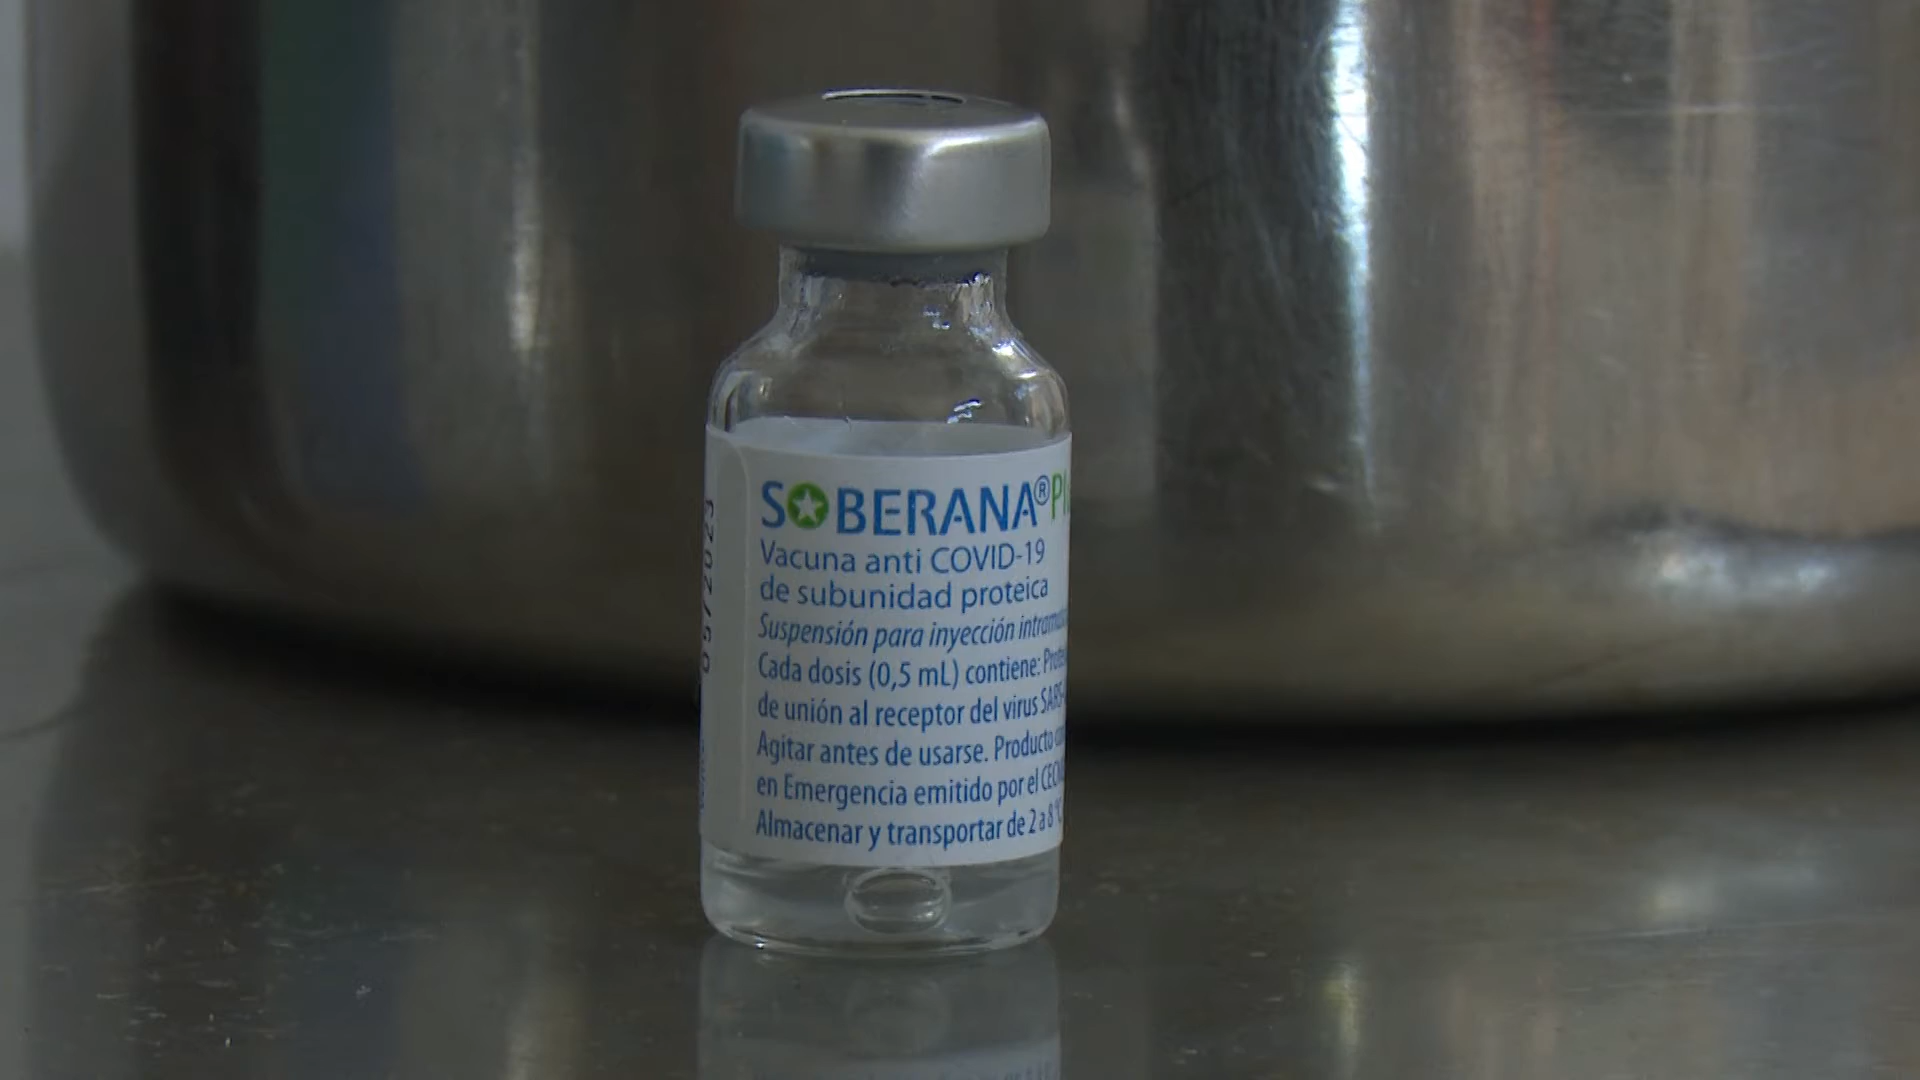 SOBERANA®
Vacuna anti COVID-19
de subunidad proteica
Suspensión para inyección
Cada dosis (0,5 mL) contiene:
de unión al receptor del virus
Agitar antes de usarse. Producto
en Emergencia emitido por el
Almacenar y transportar de 2 a 8
05/2023